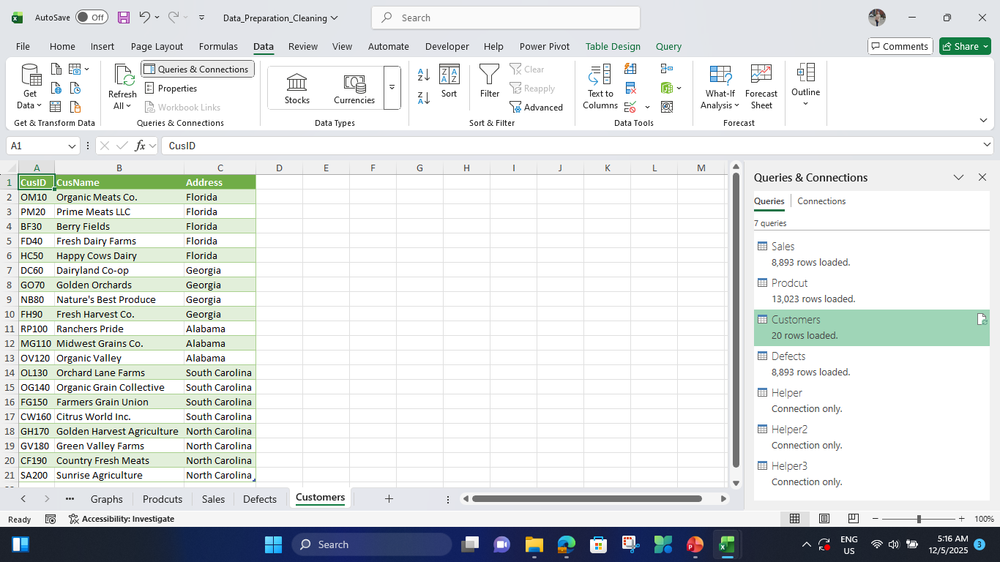 AutoSave Off Data_Preparation_Cleaning Search
File Home Insert Page Layout Formulas Data Review View Automate Developer Help Power Pivot Table Design Query Comments Share
Get Data
Refresh All
Queries & Connections
Properties
Workbook Links
Stocks Currencies
Sort
Filter
Clear
Reapply
Advanced
Text to Columns
What-If Analysis
Forecast Sheet
Outline
Get & Transform Data Queries & Connections Data Types Sort & Filter Data Tools Forecast
A1 fx CusID
A B C D E F G H I J K L M
1 CusID CusName Address
2 OM10 Organic Meats Co. Florida
3 PM20 Prime Meats LLC Florida
4 BF30 Berry Fields Florida
5 FD40 Fresh Dairy Farms Florida
6 HC50 Happy Cows Dairy Florida
7 DC60 Dairyland Co-op Georgia
8 GO70 Golden Orchards Georgia
9 NB80 Nature's Best Produce Georgia
10 FH90 Fresh Harvest Co. Georgia
11 RP100 Ranchers Pride Alabama
12 MG110 Midwest Grains Co. Alabama
13 OV120 Organic Valley Alabama
14 OL130 Orchard Lane Farms South Carolina
15 OG140 Organic Grain Collective South Carolina
16 FG150 Farmers Grain Union South Carolina
17 CW160 Citrus World Inc. South Carolina
18 GH170 Golden Harvest Agriculture North Carolina
19 GV180 Green Valley Farms North Carolina
20 CF190 Country Fresh Meats North Carolina
21 SA200 Sunrise Agriculture North Carolina
Queries & Connections
Queries Connections
7 queries
Sales
8,893 rows loaded.
Prodcut
13,023 rows loaded.
Customers
20 rows loaded.
Defects
8,893 rows loaded.
Helper
Connection only.
Helper2
Connection only.
Helper3
Connection only.
Graphs Prodcuts Sales Defects Customers
Ready Accessibility: Investigate 100%
Search
ENG
US
5:16 AM
12/5/2025
3